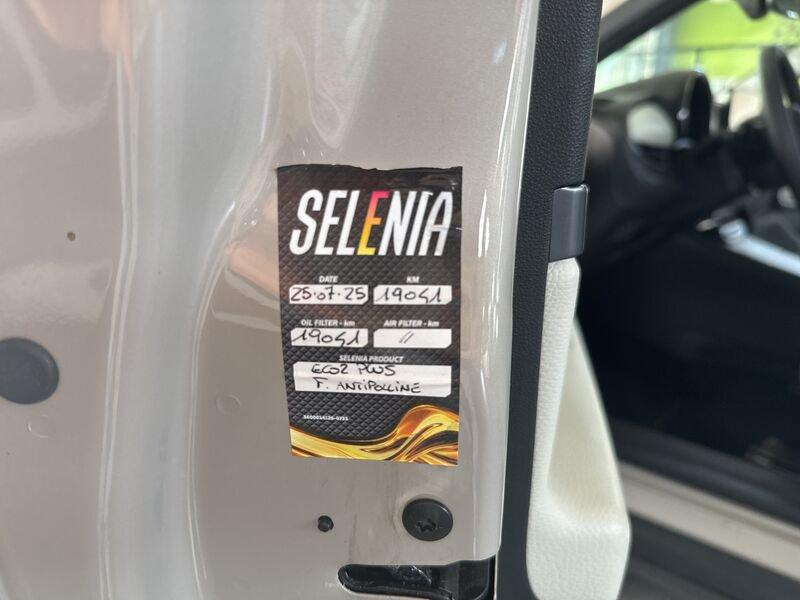 SELENIA
DATE KM
25.07.25 19041
OIL FILTER - km AIR FILTER - km
19041 //
SELENIA PRODUCT
ECO2 PLUS
F. ANTIPOLLINE